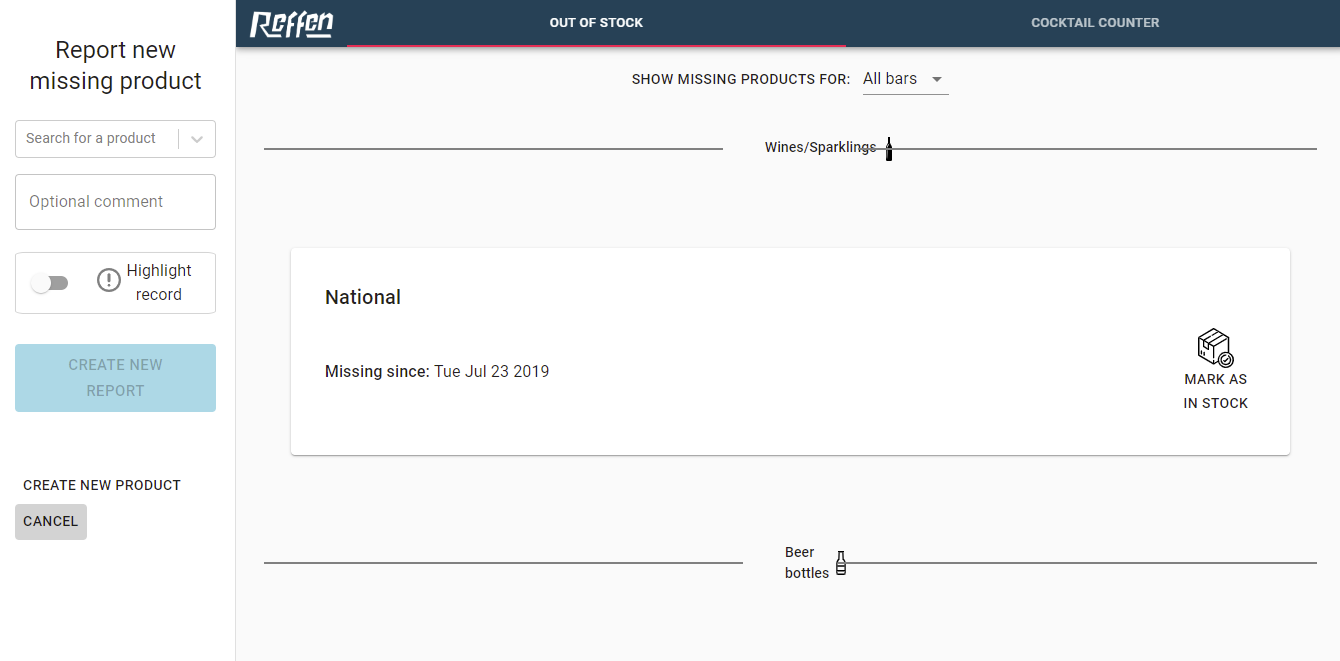 Report new
missing product
Search for a product
Optional comment
Highlight
record
CREATE NEW
REPORT
CREATE NEW PRODUCT
CANCEL
Reffen
OUT OF STOCK
COCKTAIL COUNTER
SHOW MISSING PRODUCTS FOR: All bars
Wines/Sparklings
National
Missing since: Tue Jul 23 2019
MARK AS
IN STOCK
Beer
bottles